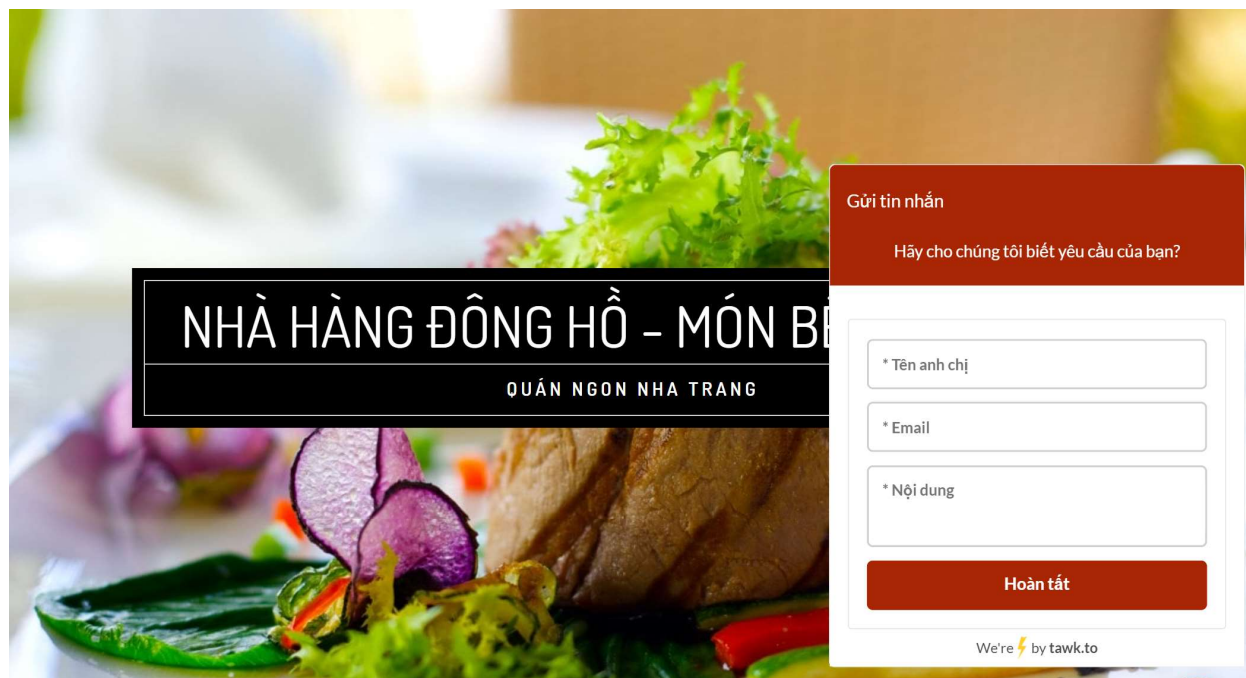 NHÀ HÀNG ĐÔNG HỒ – MÓN
QUÁN NGON NHA TRANG
Gửi tin nhắn
Hãy cho chúng tôi biết yêu cầu của bạn?
* Tên anh chị
* Email
* Nội dung
Hoàn tất
We're⚡by tawk.to